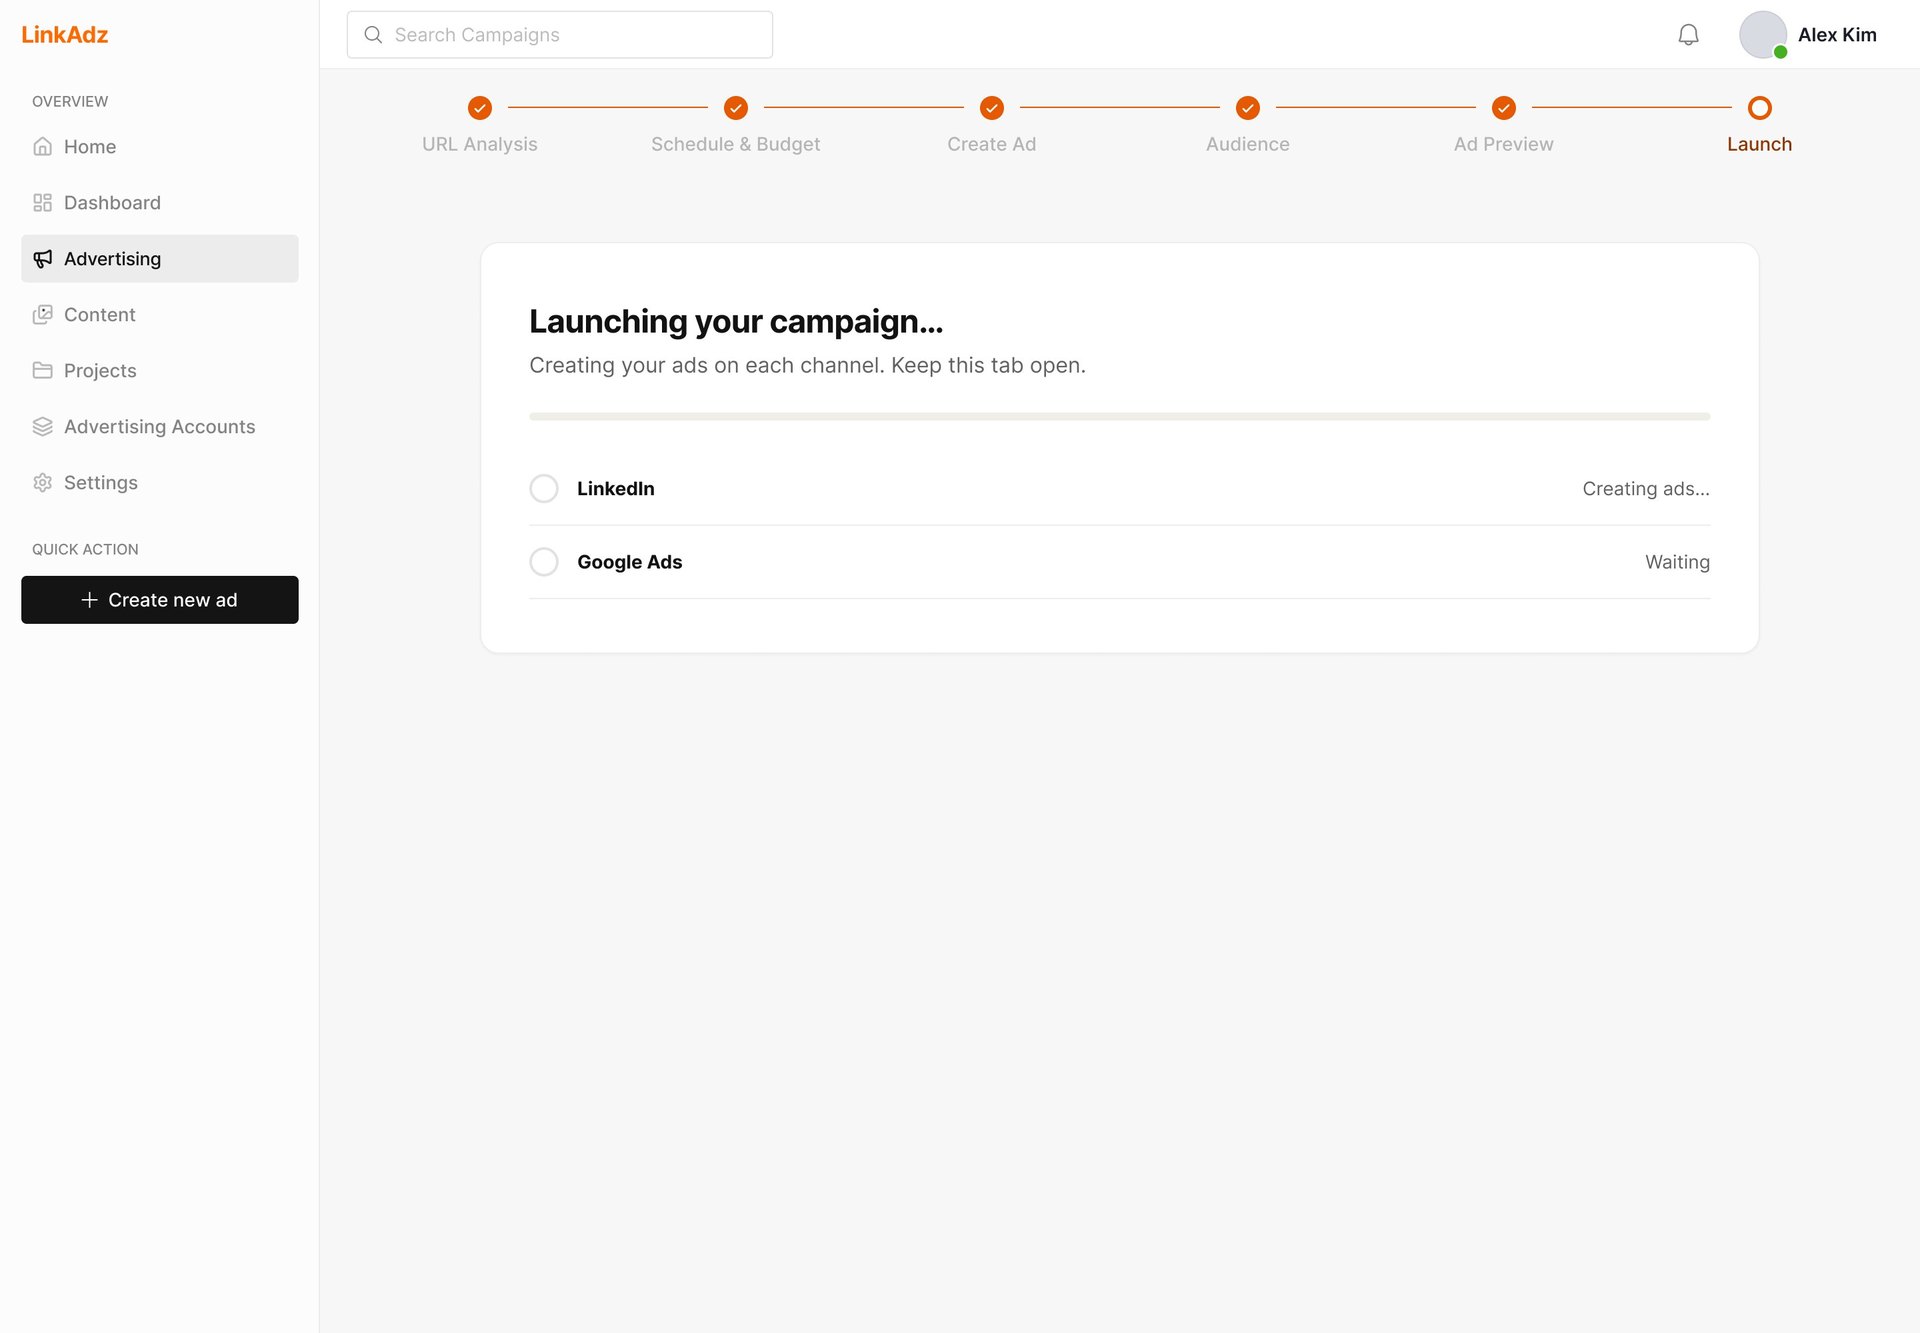 LinkAdz
Search Campaigns
Alex Kim
OVERVIEW
Home
Dashboard
Advertising
Content
Projects
Advertising Accounts
Settings
QUICK ACTION
Create new ad
URL Analysis
Schedule & Budget
Create Ad
Audience
Ad Preview
Launch
Launching your campaign...
Creating your ads on each channel. Keep this tab open.
LinkedIn
Creating ads...
Google Ads
Waiting